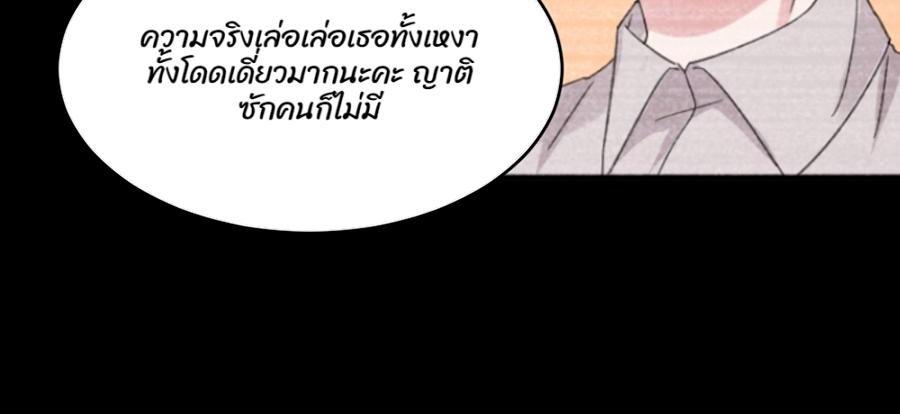 ความจริงเล่อเล่อเธอทั้งเหงา
ทั้งโดดเดี่ยวมากนะคะ ญาติ
ซักคนก็ไม่มี